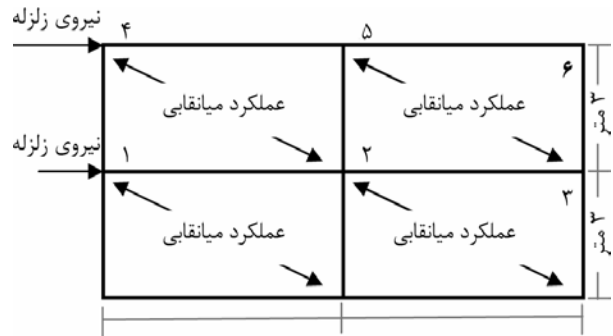 نیروی زلزله
۴
۵
۶
عملکرد میانقابی
عملکرد میانقابی
۳ متر
نیروی زلزله
۱
۲
۳
عملکرد میانقابی
عملکرد میانقابی
۳ متر